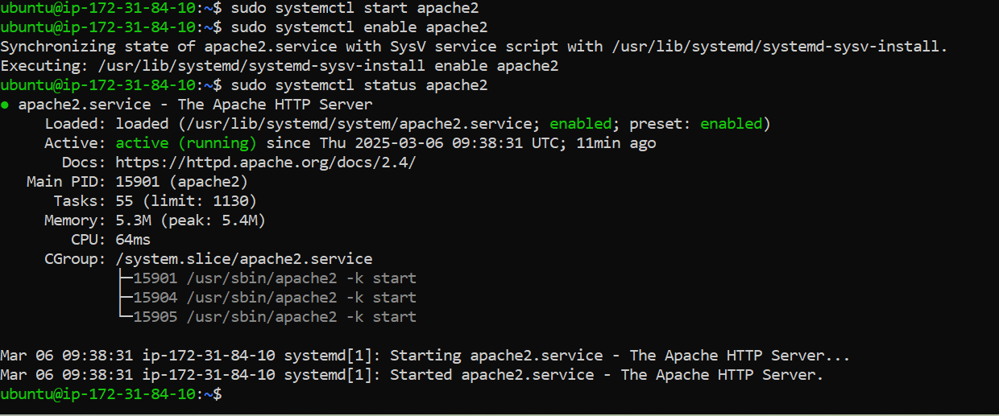 ubuntu@ip-172-31-84-10:~$ sudo systemctl start apache2
ubuntu@ip-172-31-84-10:~$ sudo systemctl enable apache2
Synchronizing state of apache2.service with SysV service script with /usr/lib/systemd/systemd-sysv-install.
Executing: /usr/lib/systemd/systemd-sysv-install enable apache2
ubuntu@ip-172-31-84-10:~$ sudo systemctl status apache2
● apache2.service - The Apache HTTP Server
     Loaded: loaded (/usr/lib/systemd/system/apache2.service; enabled; preset: enabled)
     Active: active (running) since Thu 2025-03-06 09:38:31 UTC; 11min ago
       Docs: https://httpd.apache.org/docs/2.4/
   Main PID: 15901 (apache2)
      Tasks: 55 (limit: 1130)
     Memory: 5.3M (peak: 5.4M)
        CPU: 64ms
     CGroup: /system.slice/apache2.service
             ├─15901 /usr/sbin/apache2 -k start
             ├─15904 /usr/sbin/apache2 -k start
             └─15905 /usr/sbin/apache2 -k start

Mar 06 09:38:31 ip-172-31-84-10 systemd[1]: Starting apache2.service - The Apache HTTP Server...
Mar 06 09:38:31 ip-172-31-84-10 systemd[1]: Started apache2.service - The Apache HTTP Server.
ubuntu@ip-172-31-84-10:~$